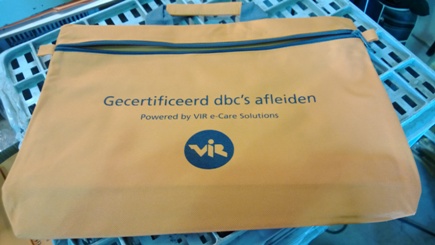 Gecertificeerd dbc's afleiden
Powered by VIR e-Care Solutions
ViR